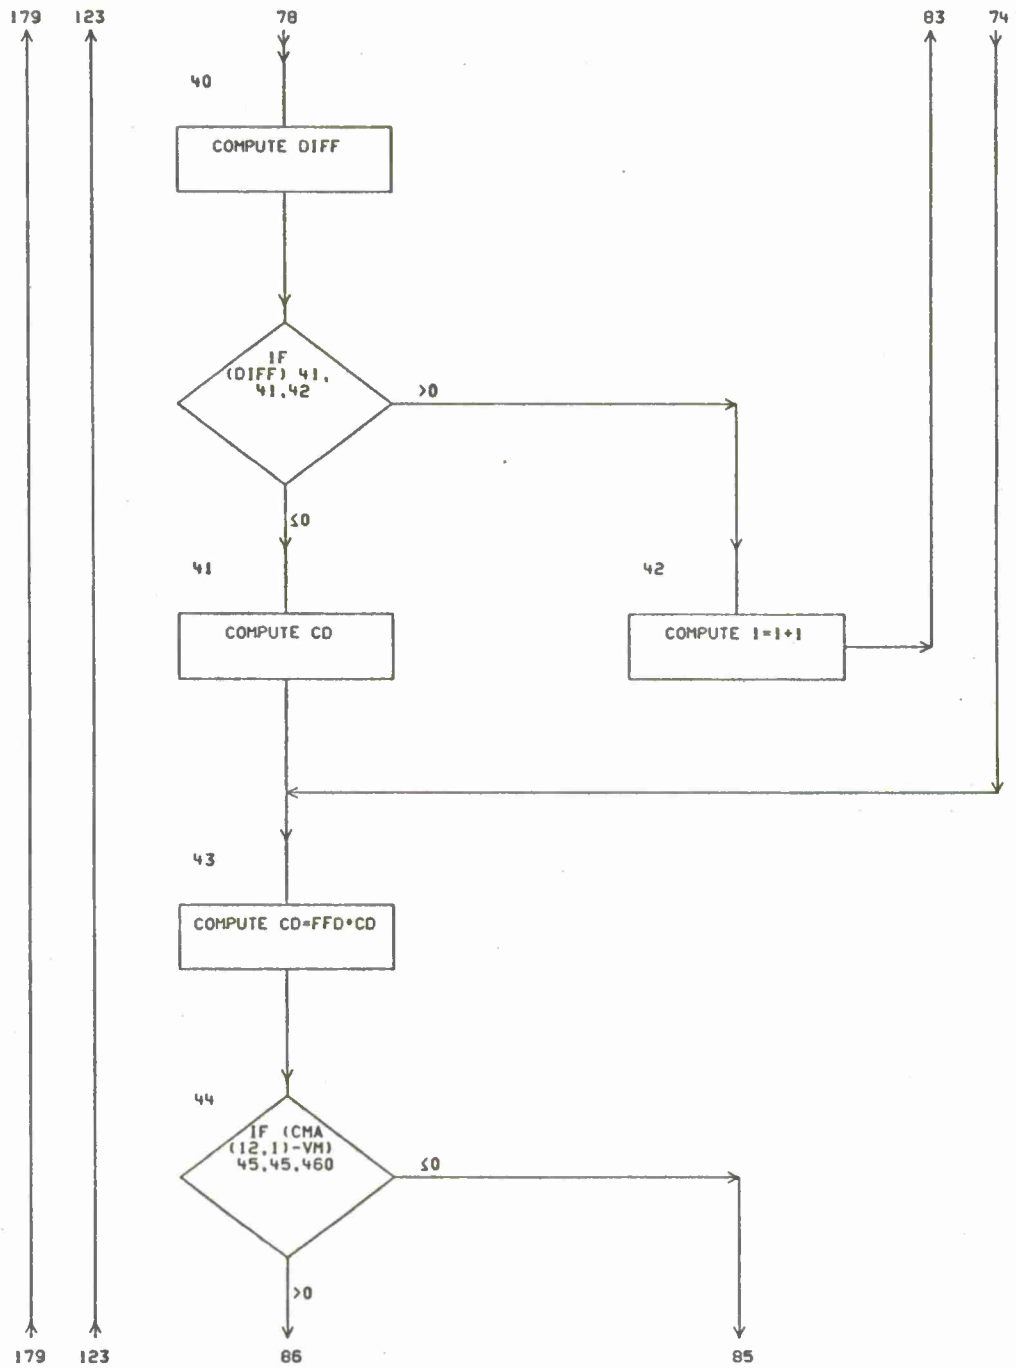 179 123 78 83 74
40
COMPUTE DIFF
IF
(DIFF) 41,
41,42
>0
≤0
41
42
COMPUTE CD
COMPUTE I=I+1
43
COMPUTE CD=FFD*CD
44
IF (CMA
(12,1)-VM)
45,45,460
≤0
>0
179 123 86 85